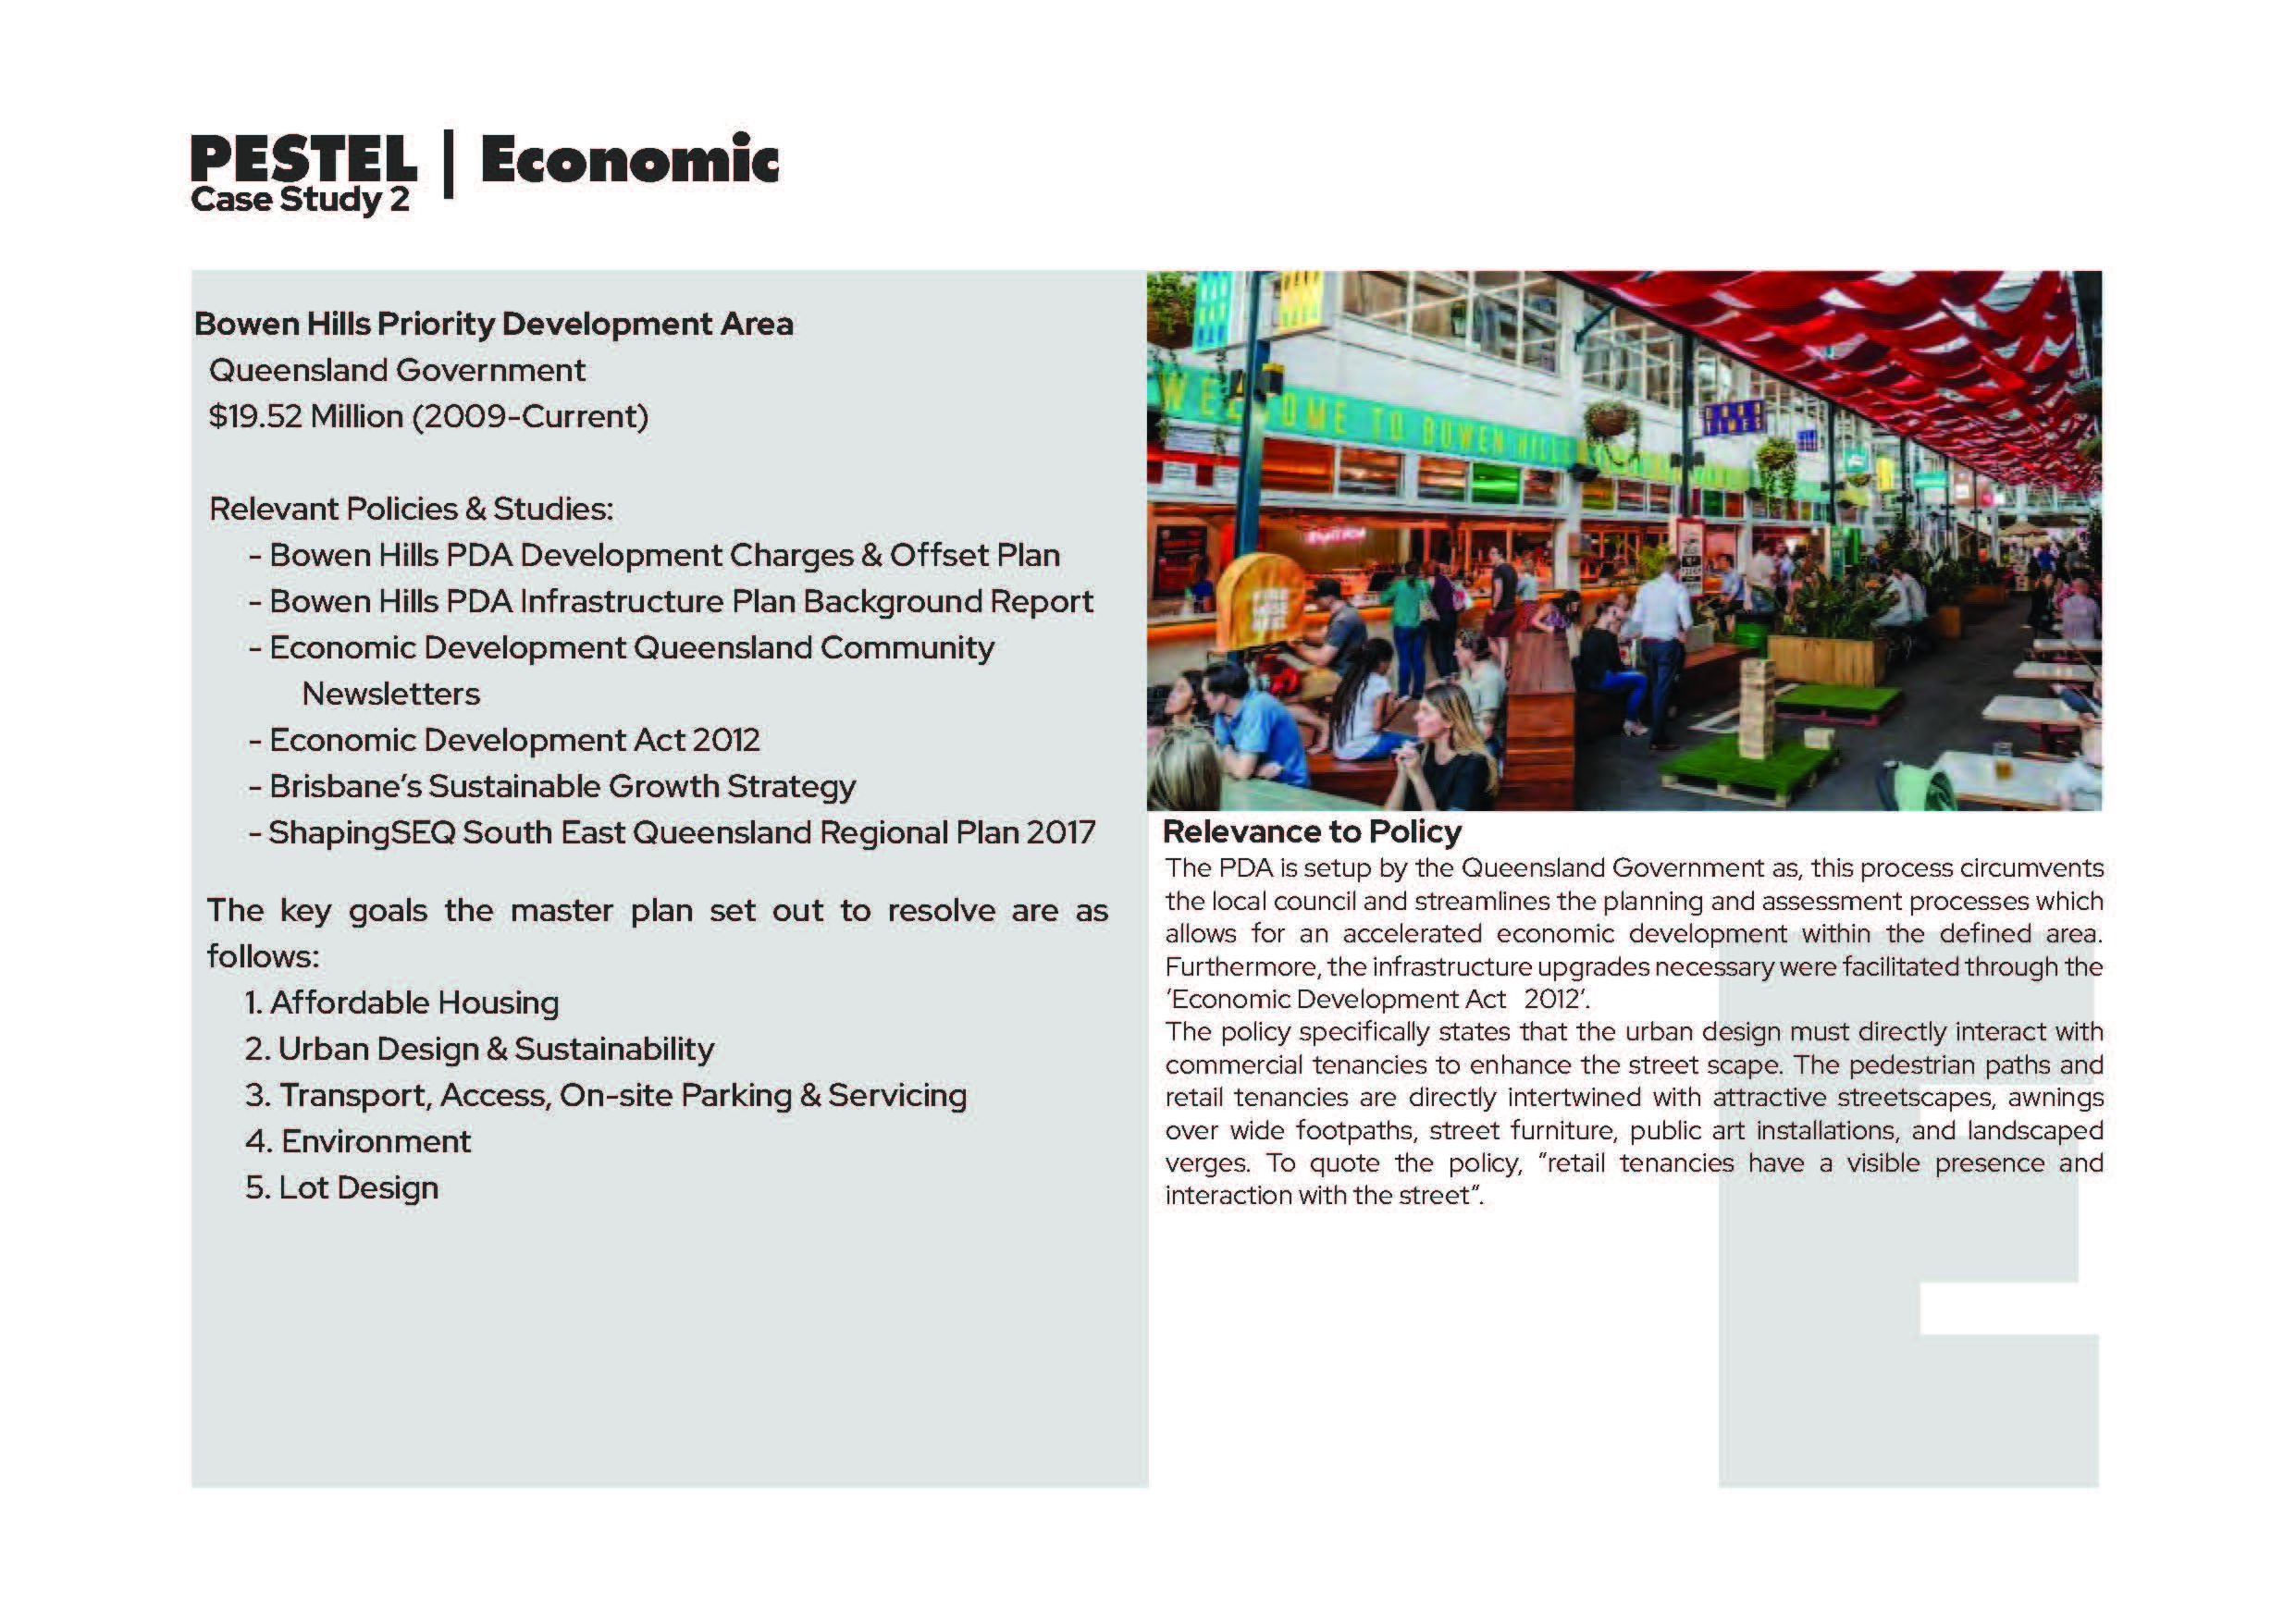 PESTEL | Economic
Case Study 2
Bowen Hills Priority Development Area
Queensland Government
$19.52 Million (2009-Current)
Relevant Policies & Studies:
- Bowen Hills PDA Development Charges & Offset Plan
- Bowen Hills PDA Infrastructure Plan Background Report
- Economic Development Queensland Community
Newsletters
- Economic Development Act 2012
- Brisbane's Sustainable Growth Strategy
- ShapingSEQ South East Queensland Regional Plan 2017
The key goals the master plan set out to resolve are as
follows:
1. Affordable Housing
2. Urban Design & Sustainability
3. Transport, Access, On-site Parking & Servicing
4. Environment
5. Lot Design
WELCOME TO BOWEN HILLS
Relevance to Policy
The PDA is setup by the Queensland Government as, this process circumvents
the local council and streamlines the planning and assessment processes which
allows for an accelerated economic development within the defined area.
Furthermore, the infrastructure upgrades necessary were facilitated through the
'Economic Development Act 2012'.
The policy specifically states that the urban design must directly interact with
commercial tenancies to enhance the street scape. The pedestrian paths and
retail tenancies are directly intertwined with attractive streetscapes, awnings
over wide footpaths, street furniture, public art installations, and landscaped
verges. To quote the policy, "retail tenancies have a visible presence and
interaction with the street".
E